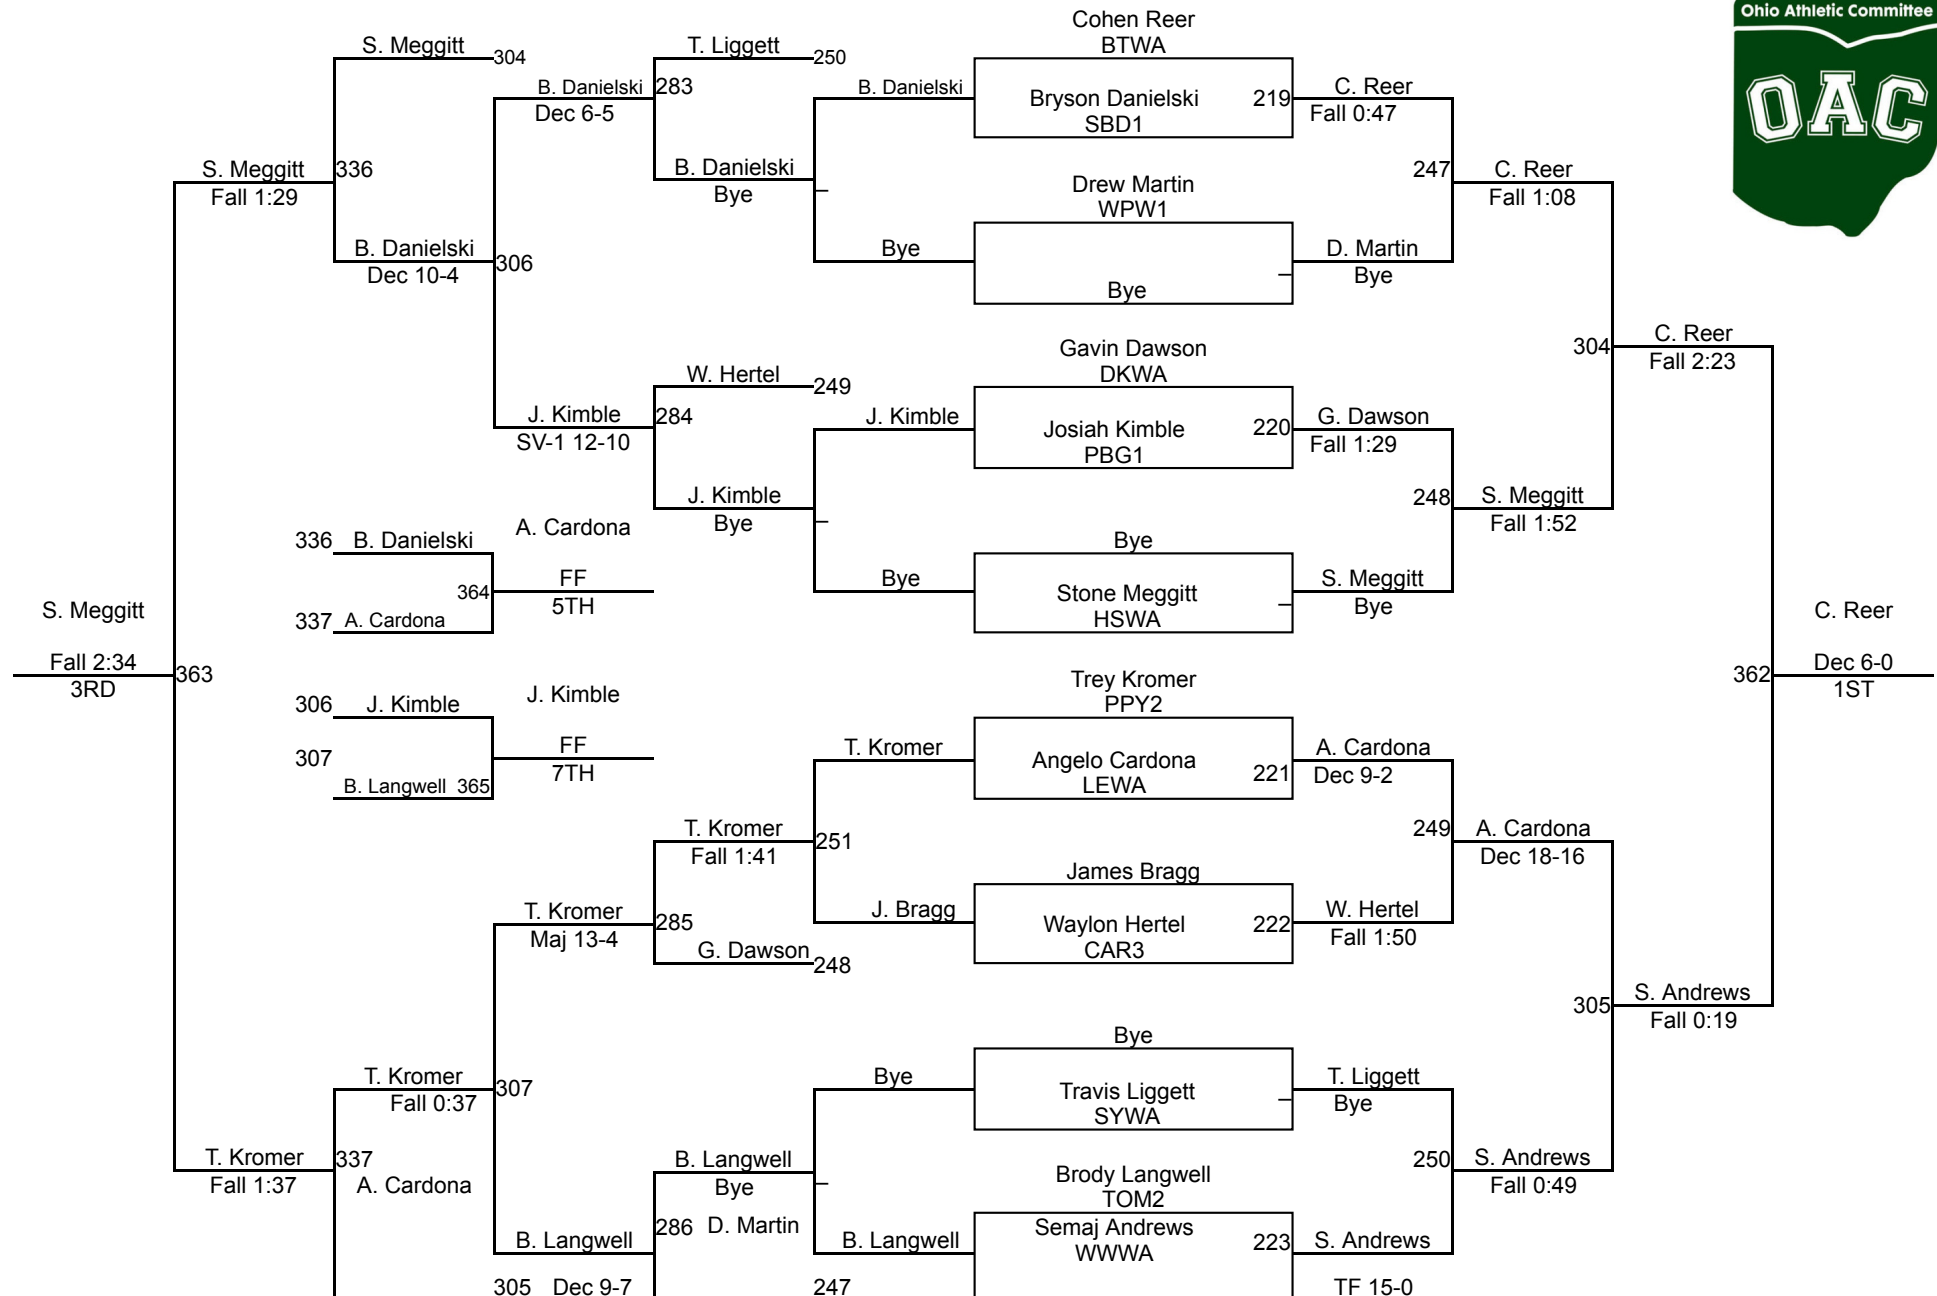 Ohio Athletic Committee
OAC
Cohen Reer
BTWA
S. Meggitt
304
T. Liggett
250
B. Danielski
283
Dec 6-5
B. Danielski
Bryson Danielski
SBD1
219
C. Reer
Fall 0:47
S. Meggitt
336
Fall 1:29
B. Danielski
Bye
Drew Martin
WPW1
247
C. Reer
Fall 1:08
B. Danielski
306
Dec 10-4
Bye
Bye
D. Martin
Bye
Gavin Dawson
DKWA
304
C. Reer
Fall 2:23
W. Hertel
249
J. Kimble
284
SV-1 12-10
J. Kimble
Josiah Kimble
PBG1
220
G. Dawson
Fall 1:29
J. Kimble
Bye
248
S. Meggitt
Fall 1:52
336
B. Danielski
A. Cardona
364
FF
5TH
337
A. Cardona
Bye
Bye
Stone Meggitt
HSWA
S. Meggitt
Bye
S. Meggitt
Fall 2:34
363
3RD
C. Reer
362
Dec 6-0
1ST
306
J. Kimble
J. Kimble
307
FF
7TH
B. Langwell
365
Trey Kromer
PPY2
T. Kromer
Angelo Cardona
LEWA
221
A. Cardona
Dec 9-2
T. Kromer
251
Fall 1:41
249
A. Cardona
Dec 18-16
James Bragg
T. Kromer
285
Maj 13-4
J. Bragg
Waylon Hertel
CAR3
222
W. Hertel
Fall 1:50
G. Dawson
248
305
S. Andrews
Fall 0:19
Bye
T. Kromer
307
Fall 0:37
Bye
Travis Liggett
SYWA
T. Liggett
Bye
T. Kromer
337
Fall 1:37
A. Cardona
B. Langwell
Bye
Brody Langwell
TOM2
250
S. Andrews
Fall 0:49
286
D. Martin
B. Langwell
B. Langwell
Semaj Andrews
WWWA
223
S. Andrews
305
Dec 9-7
247
TF 15-0